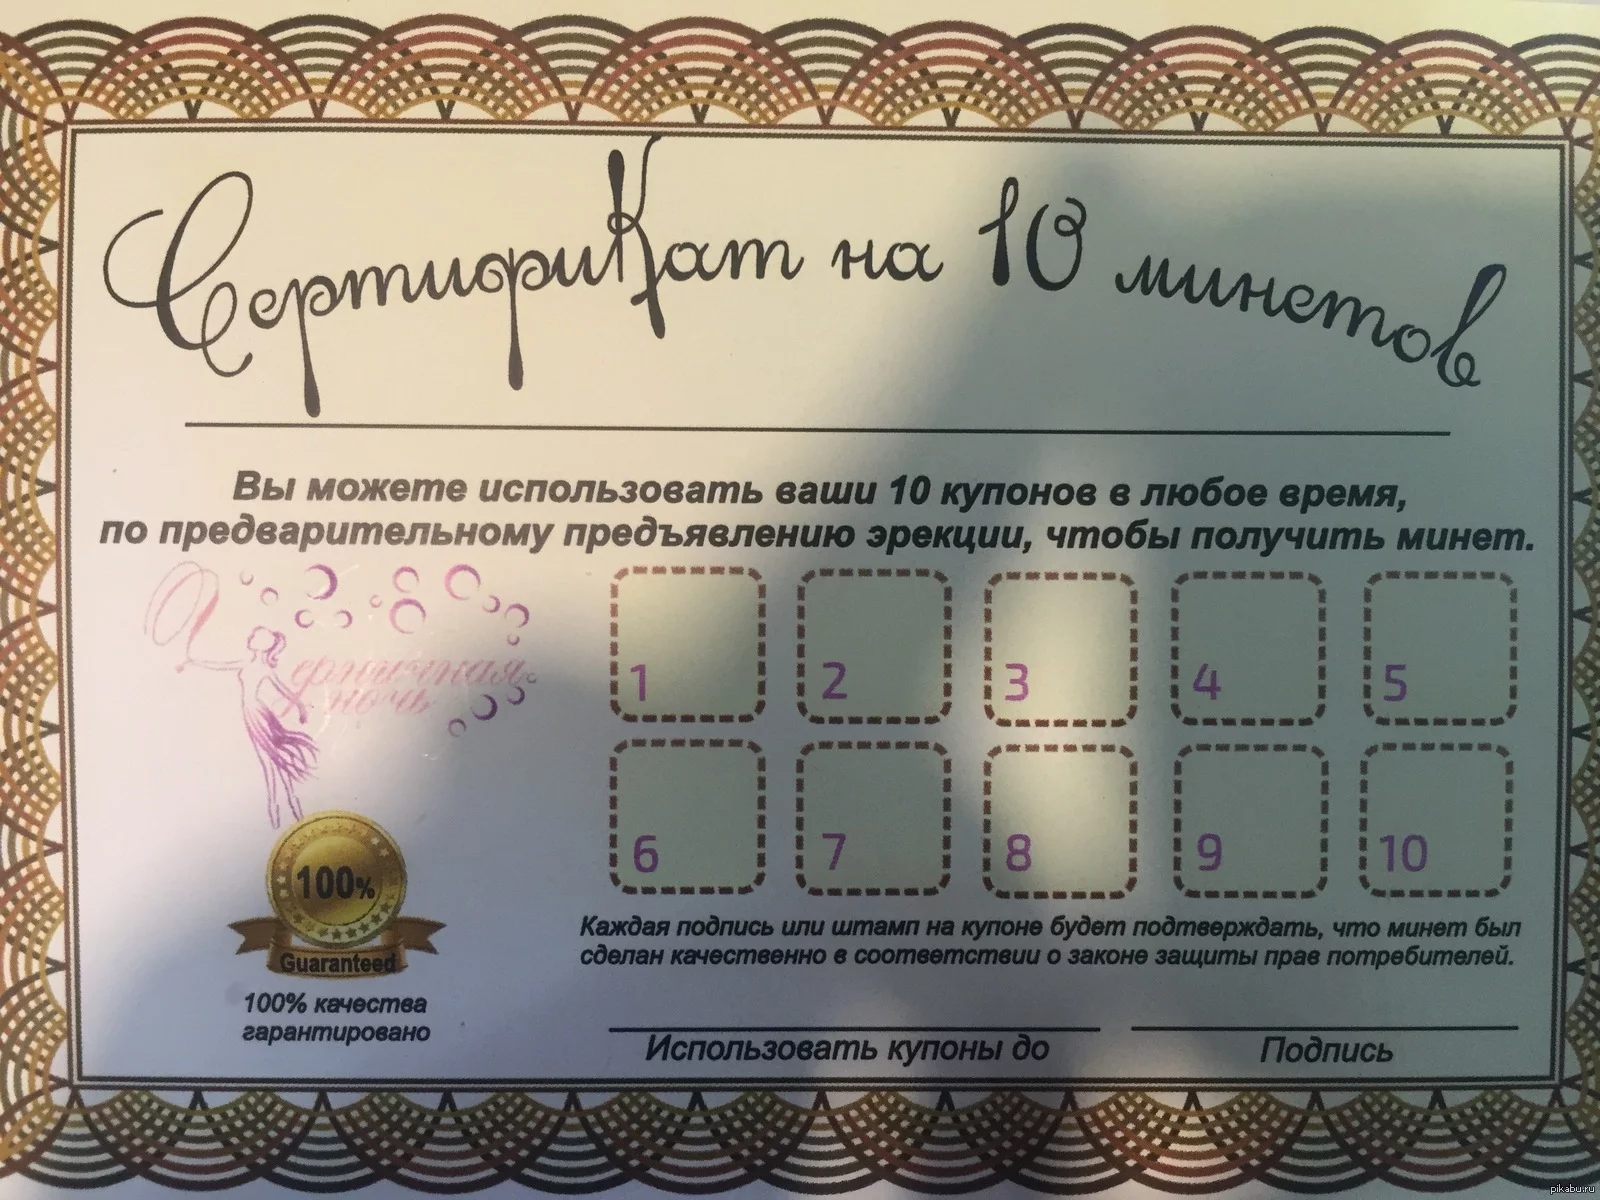 Сертификат на 10 минетов
Вы можете использовать ваши 10 купонов в любое время,
по предварительному предъявлению эрекции, чтобы получить минет.
ночь
1 2 3 4 5
6 7 8 9 10
100%
Guaranteed
100% качества
гарантировано
Каждая подпись или штамп на купоне будет подтверждать, что минет был
сделан качественно в соответствии о законе защиты прав потребителей.
Использовать купоны до
Подпись
pikabu.ru